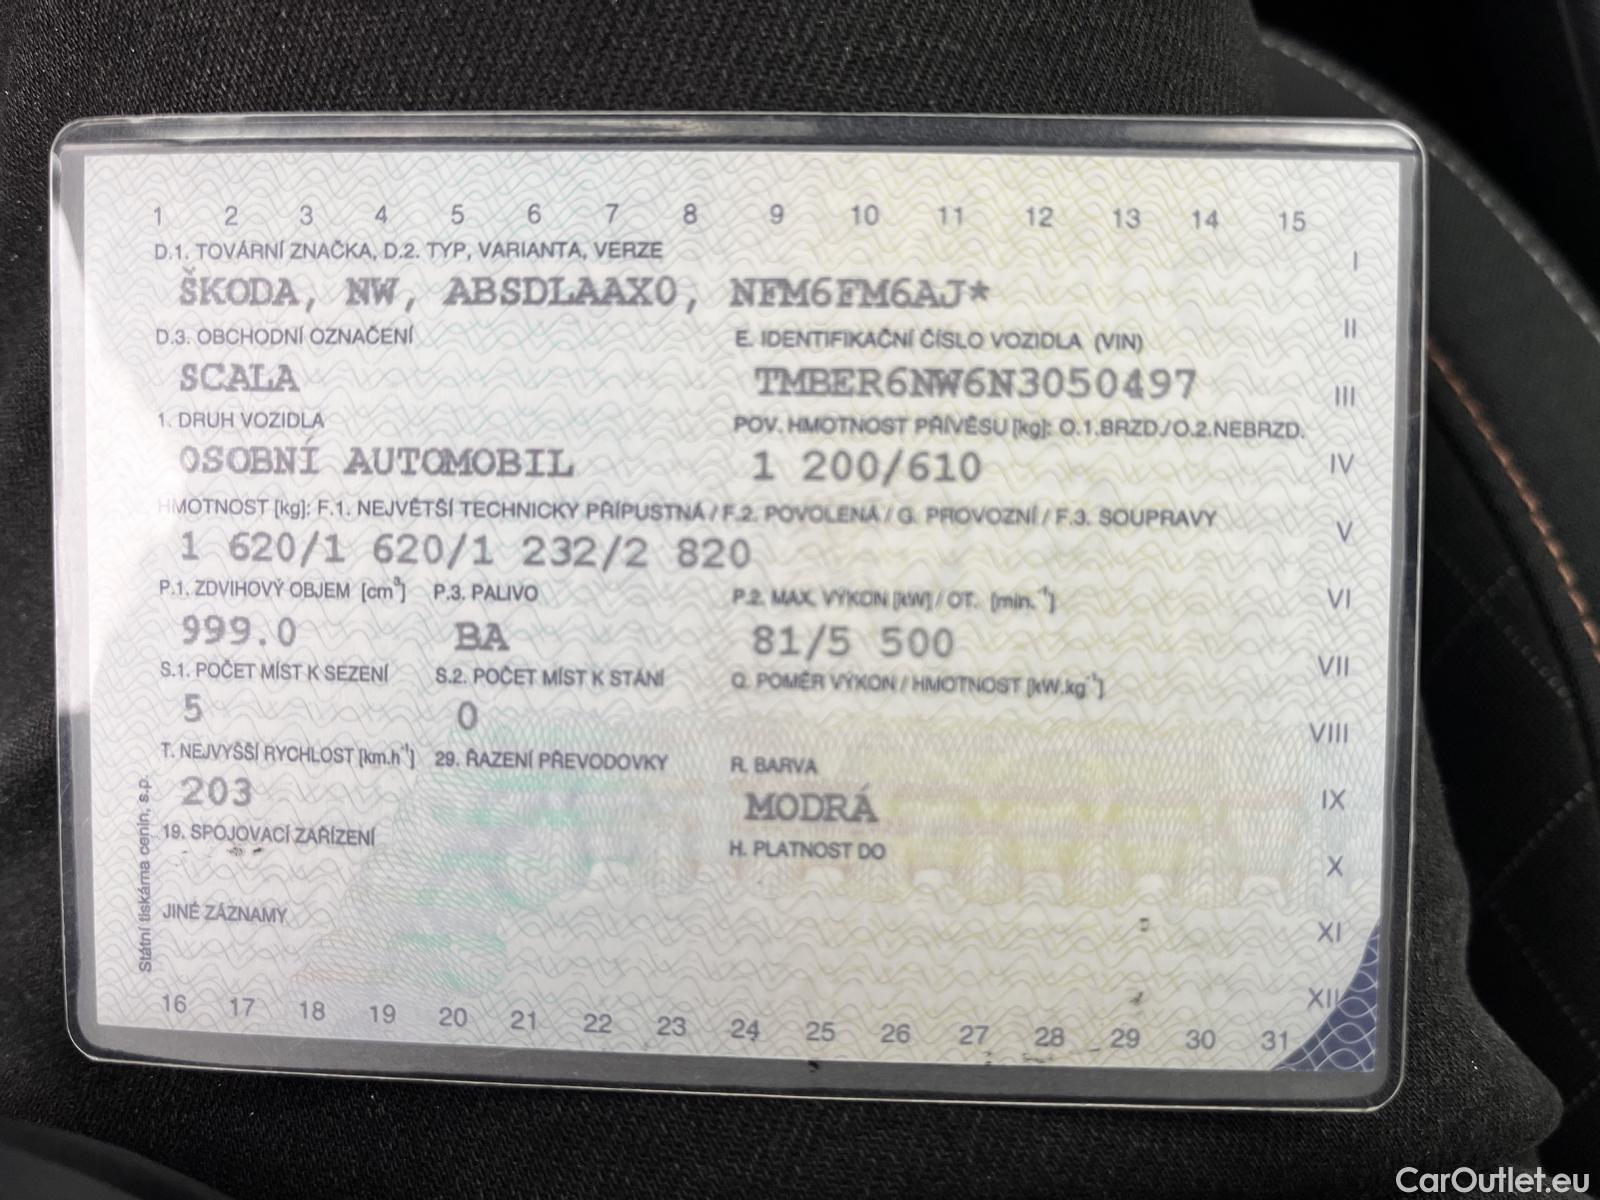 1 2 3 4 5 6 7 8 9 10 11 12 13 14 15
D.1. TOVÁRNÍ ZNAČKA, D.2. TYP, VARIANTA, VERZE
I
ŠKODA, NW, ABSDLAAX0, NFM6FM6AJ*
D.3. OBCHODNÍ OZNAČENÍ E. IDENTIFIKAČNÍ ČÍSLO VOZIDLA (VIN)
II
SCALA TMBER6NW6N3050497
III
1. DRUH VOZIDLA POV. HMOTNOST PŘÍVĚSU [kg]: O.1.BRZD./O.2.NEBRZD.
OSOBNÍ AUTOMOBIL 1 200/610
IV
HMOTNOST [kg]: F.1. NEJVĚTŠÍ TECHNICKY PŘÍPUSTNÁ / F.2. POVOLENÁ / G. PROVOZNÍ / F.3. SOUPRAVY
V
1 620/1 620/1 232/2 820
P.1. ZDVIHOVÝ OBJEM [cm³] P.3. PALIVO P.2. MAX. VÝKON [kW] / OT. [min.⁻¹]
VI
999.0 BA 81/5 500
S.1. POČET MÍST K SEZENÍ S.2. POČET MÍST K STÁNÍ Q. POMĚR VÝKON / HMOTNOST [kW.kg⁻¹]
VII
5 0
VIII
T. NEJVYŠŠÍ RYCHLOST [km.h⁻¹] 29. ŘAZENÍ PŘEVODOVKY R. BARVA
203 MODRÁ
IX
19. SPOJOVACÍ ZAŘÍZENÍ H. PLATNOST DO
X
JINÉ ZÁZNAMY
XI
XII
16 17 18 19 20 21 22 23 24 25 26 27 28 29 30 31
Státní tiskárna cenin, s.p.
CarOutlet.eu